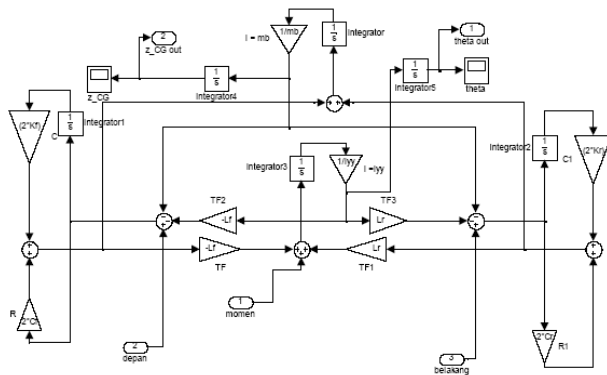 2
z_CG out
I = mb
1/mb
1
s
Integrator
1
theta out
z_CG
1
s
Integrator4
1
s
Integrator5
theta
(2*Kf)
C
1
s
Integrator1
Integrator3
1
s
1/Iyy
I =Iyy
Integrator2
1
s
C1
(2*Kr)
TF2
-Lf
TF3
Lr
-Lf
TF
Lr
TF1
R
2*Cf
1
momen
2
depan
3
belakang
2*Cr
R1